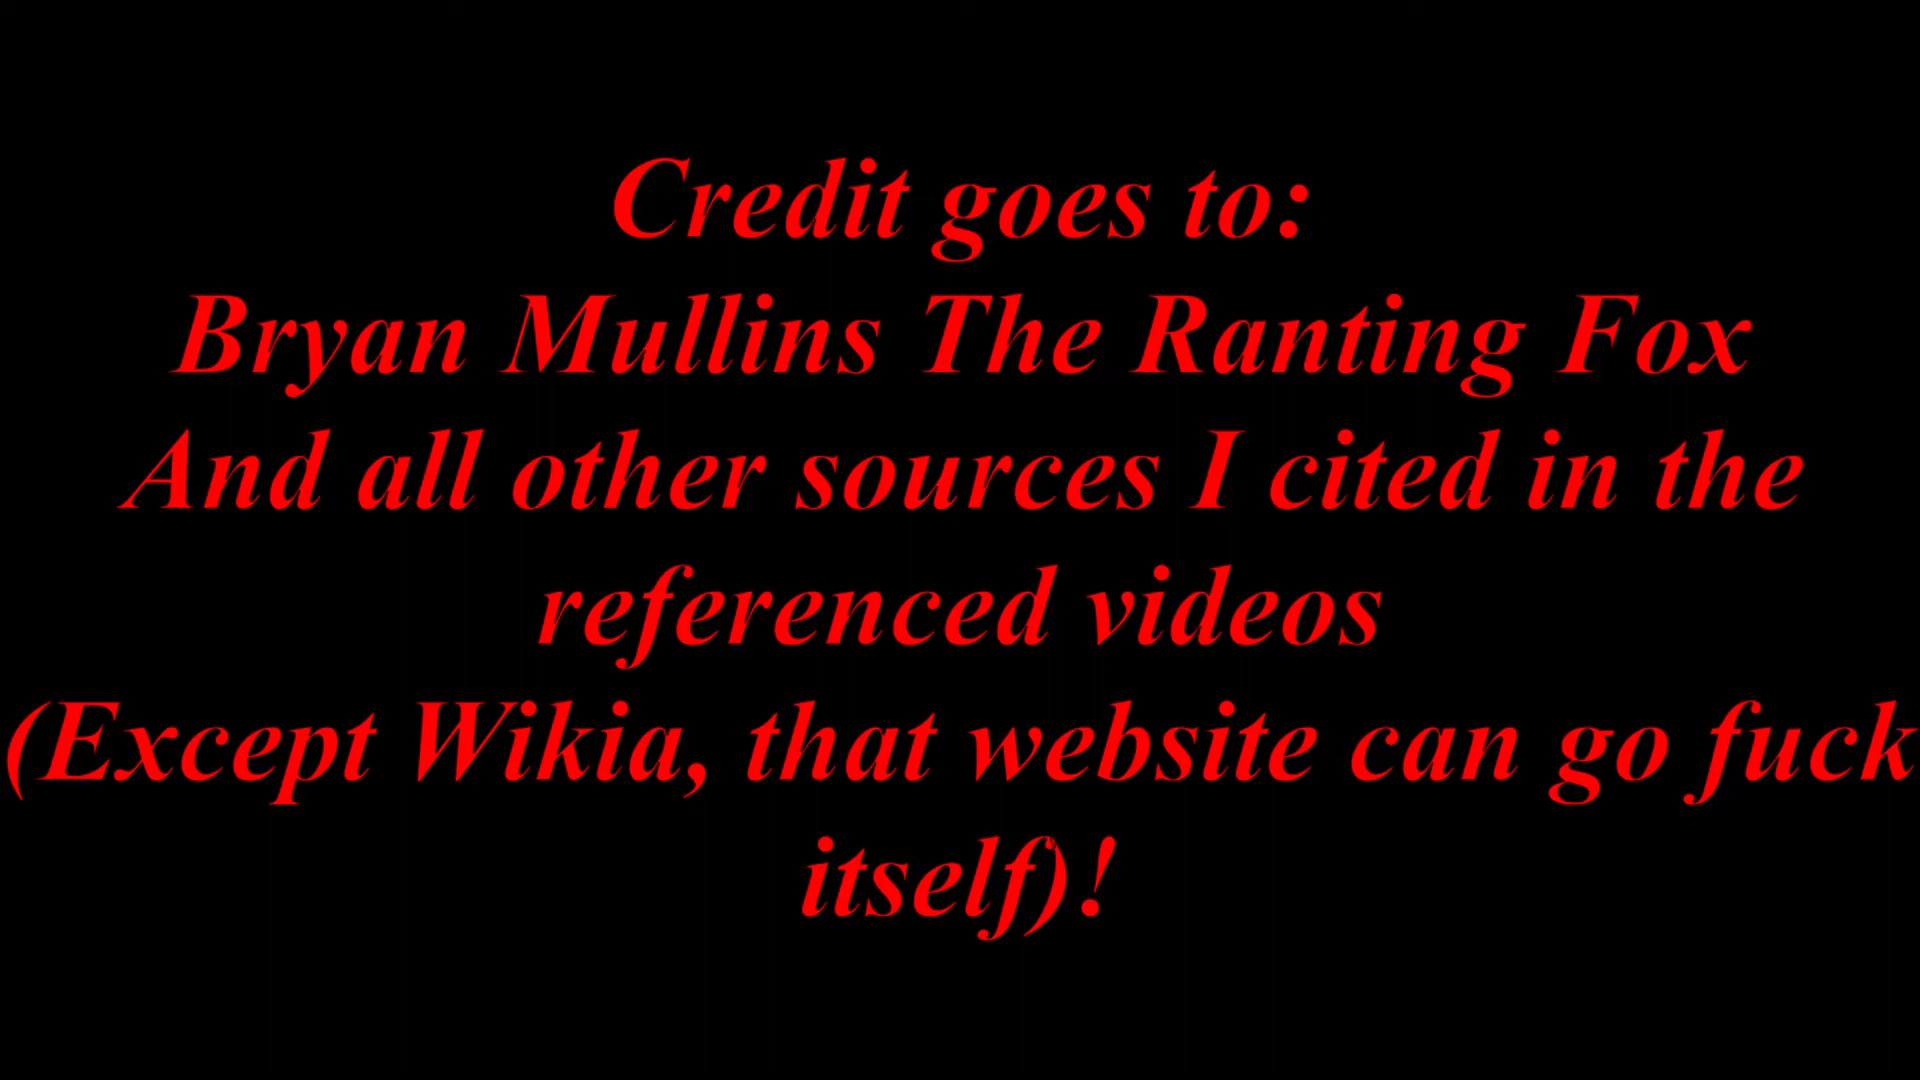 Credit goes to:
Bryan Mullins The Ranting Fox
And all other sources I cited in the
referenced videos
(Except Wikia, that website can go fuck
itself)!